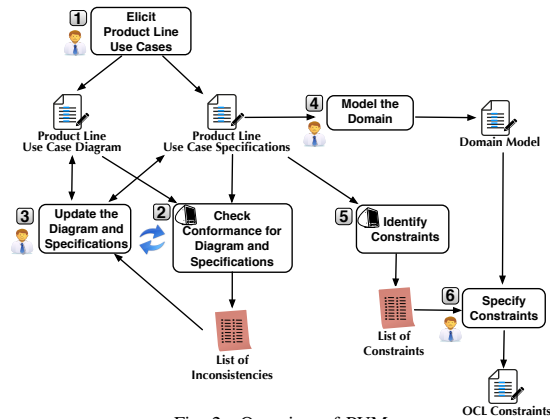 1
Elicit
Product Line
Use Cases
4
Model the
Domain
Product Line
Use Case Diagram
Product Line
Use Case Specifications
Domain Model
3
Update the
Diagram and
Specifications
2
Check
Conformance for
Diagram and
Specifications
5
Identify
Constraints
6
Specify
Constraints
List of
Inconsistencies
List of
Constraints
OCL Constraints